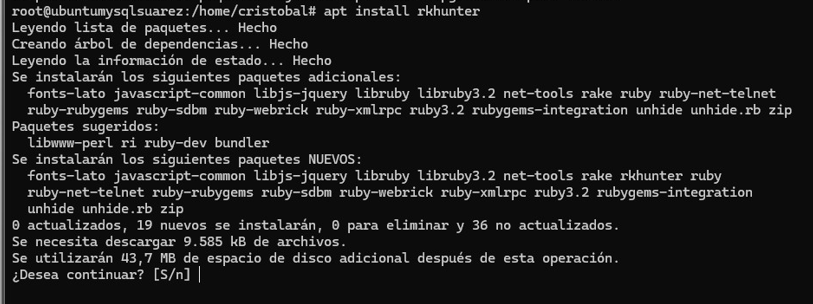 root@ubuntumysqlsuarez:/home/cristobal# apt install rkhunter
Leyendo lista de paquetes... Hecho
Creando árbol de dependencias... Hecho
Leyendo la información de estado... Hecho
Se instalarán los siguientes paquetes adicionales:
  fonts-lato javascript-common libjs-jquery libruby libruby3.2 net-tools rake ruby ruby-net-telnet
  ruby-rubygems ruby-sdbm ruby-webrick ruby-xmlrpc ruby3.2 rubygems-integration unhide unhide.rb zip
Paquetes sugeridos:
  libwww-perl ri ruby-dev bundler
Se instalarán los siguientes paquetes NUEVOS:
  fonts-lato javascript-common libjs-jquery libruby libruby3.2 net-tools rake rkhunter ruby
  ruby-net-telnet ruby-rubygems ruby-sdbm ruby-webrick ruby-xmlrpc ruby3.2 rubygems-integration
  unhide unhide.rb zip
0 actualizados, 19 nuevos se instalarán, 0 para eliminar y 36 no actualizados.
Se necesita descargar 9.585 kB de archivos.
Se utilizarán 43,7 MB de espacio de disco adicional después de esta operación.
¿Desea continuar? [S/n]